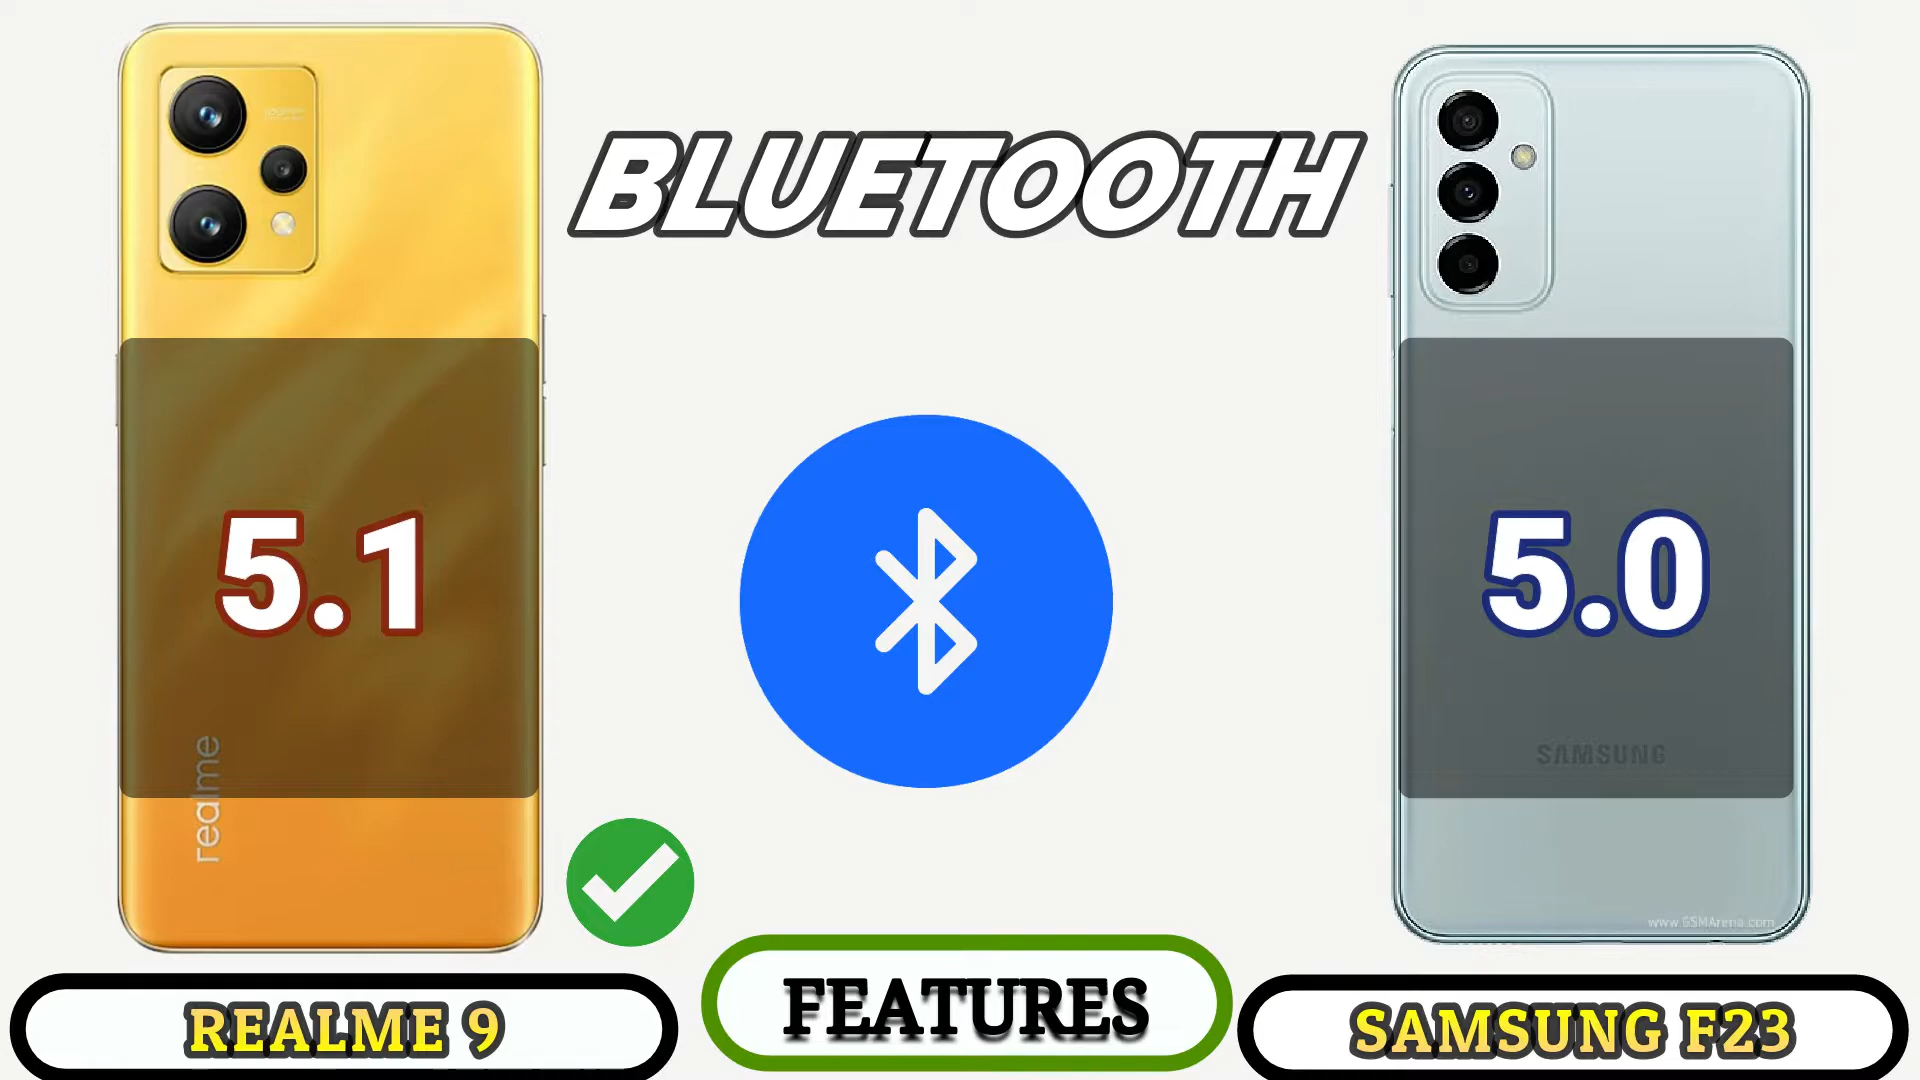 BLUETOOTH
5.1
5.0
realme
SAMSUNG
www.GSMArena.com
FEATURES
REALME 9
SAMSUNG F23